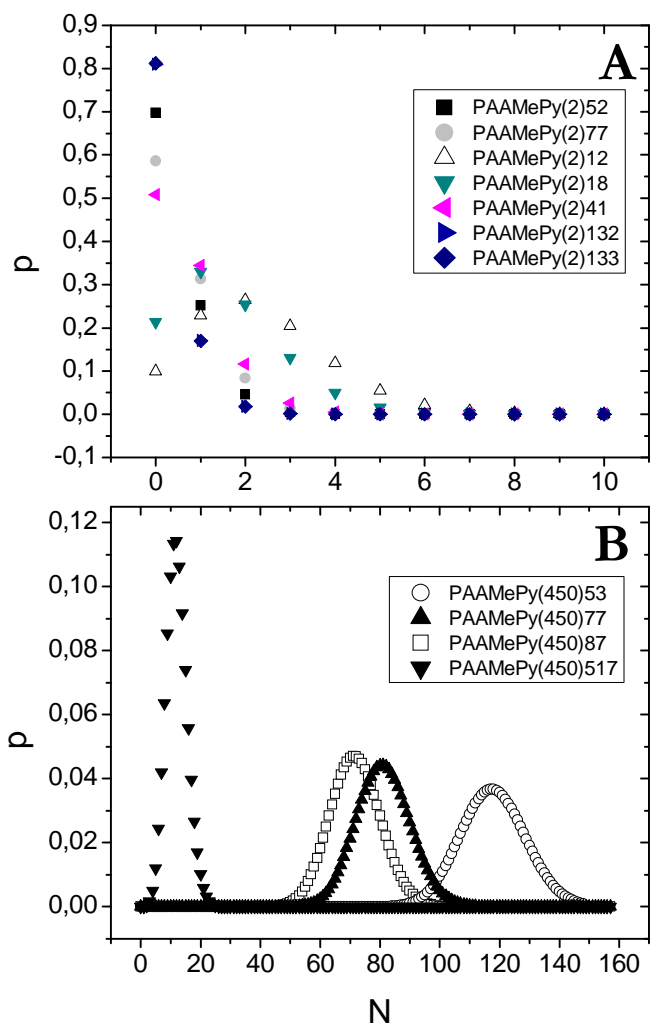 0,9
0,8
0,7
0,6
0,5
0,4
0,3
0,2
0,1
0,0
-0,1
p
A
PAAMePy(2)52
PAAMePy(2)77
PAAMePy(2)12
PAAMePy(2)18
PAAMePy(2)41
PAAMePy(2)132
PAAMePy(2)133
0 2 4 6 8 10
0,12
0,10
0,08
0,06
0,04
0,02
0,00
p
B
PAAMePy(450)53
PAAMePy(450)77
PAAMePy(450)87
PAAMePy(450)517
0 20 40 60 80 100 120 140 160
N